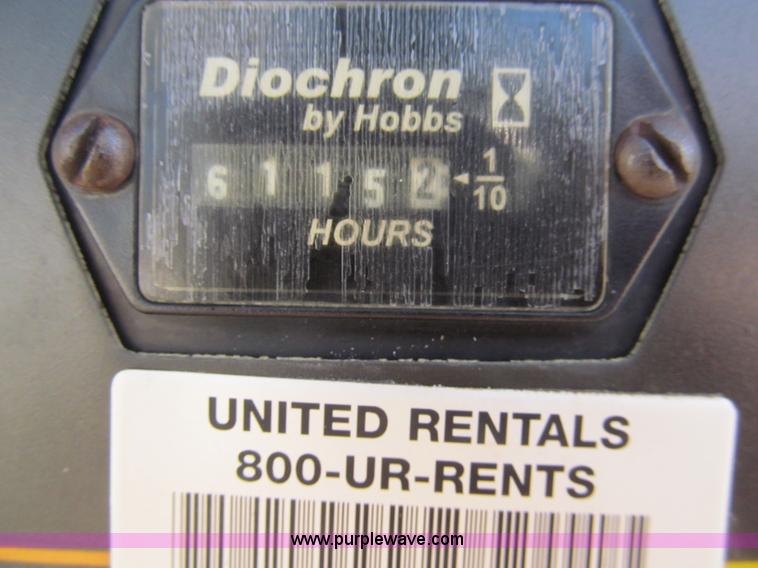 Diochron
by Hobbs
6 1 1 5 2 1/10
HOURS
UNITED RENTALS
800-UR-RENTS
www.purplewave.com